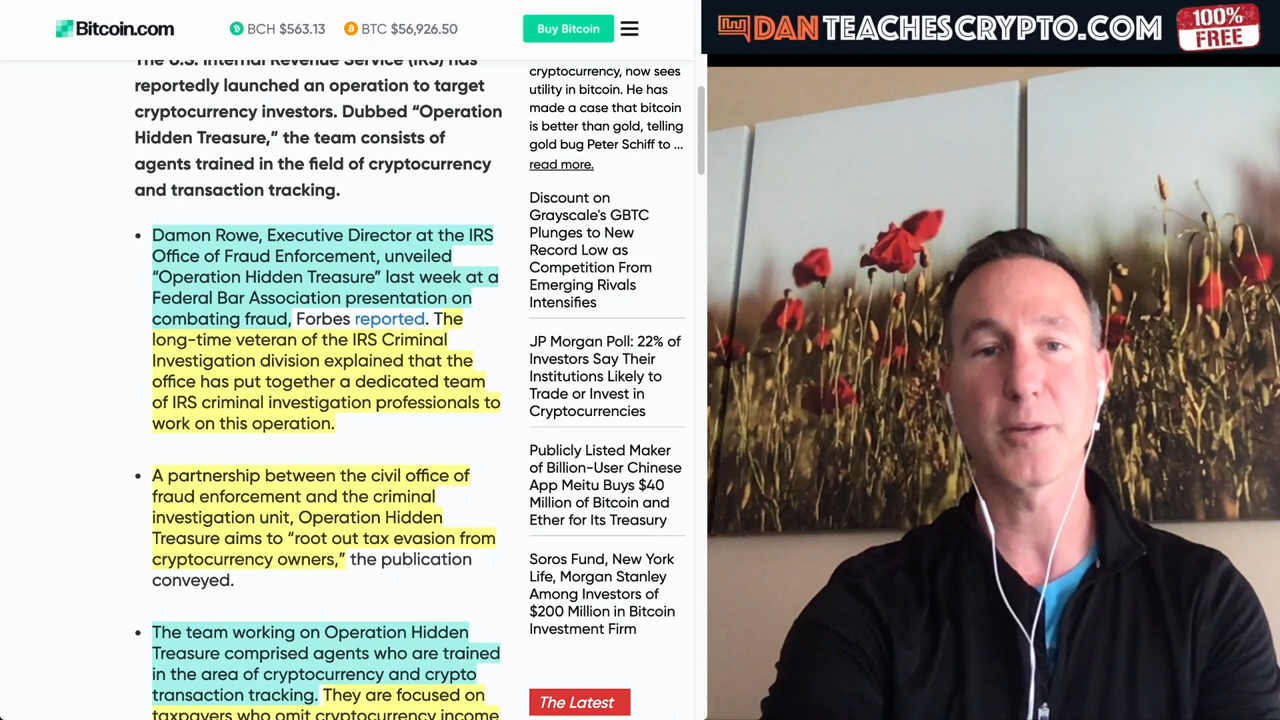 Bitcoin.com
BCH $563.13
BTC $56,926.50
Buy Bitcoin
DANTEACHESCRYPTO.COM
100%
FREE
The U.S. Internal Revenue Service (IRS) has
reportedly launched an operation to target
cryptocurrency investors. Dubbed “Operation
Hidden Treasure,” the team consists of
agents trained in the field of cryptocurrency
and transaction tracking.
• Damon Rowe, Executive Director at the IRS
Office of Fraud Enforcement, unveiled
“Operation Hidden Treasure” last week at a
Federal Bar Association presentation on
combating fraud, Forbes reported. The
long-time veteran of the IRS Criminal
Investigation division explained that the
office has put together a dedicated team
of IRS criminal investigation professionals to
work on this operation.
• A partnership between the civil office of
fraud enforcement and the criminal
investigation unit, Operation Hidden
Treasure aims to “root out tax evasion from
cryptocurrency owners,” the publication
conveyed.
• The team working on Operation Hidden
Treasure comprised agents who are trained
in the area of cryptocurrency and crypto
transaction tracking. They are focused on
taxpayers who omit cryptocurrency income
cryptocurrency, now sees
utility in bitcoin. He has
made a case that bitcoin
is better than gold, telling
gold bug Peter Schiff to ...
read more.
Discount on
Grayscale's GBTC
Plunges to New
Record Low as
Competition From
Emerging Rivals
Intensifies
JP Morgan Poll: 22% of
Investors Say Their
Institutions Likely to
Trade or Invest in
Cryptocurrencies
Publicly Listed Maker
of Billion-User Chinese
App Meitu Buys $40
Million of Bitcoin and
Ether for Its Treasury
Soros Fund, New York
Life, Morgan Stanley
Among Investors of
$200 Million in Bitcoin
Investment Firm
The Latest